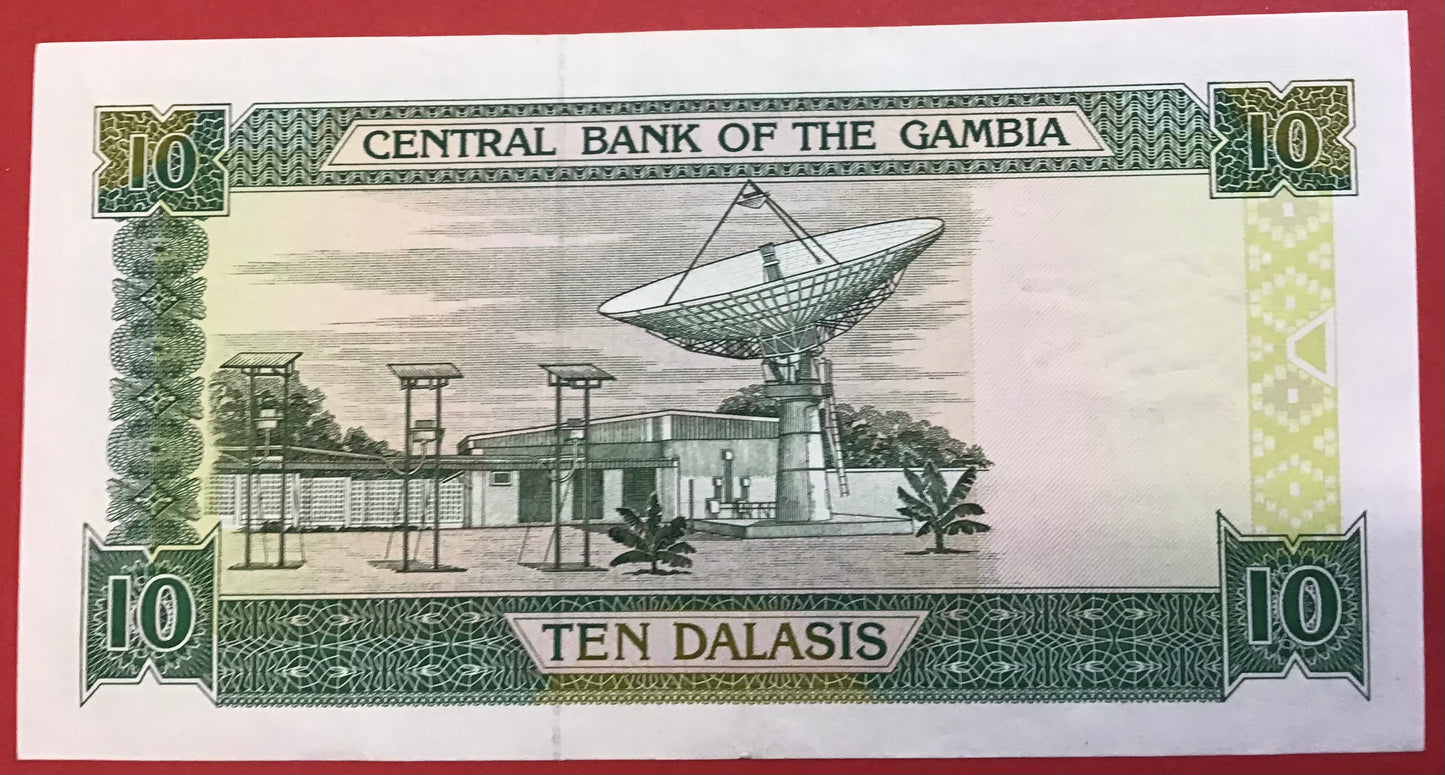 10 CENTRAL BANK OF THE GAMBIA 10
10 TEN DALASIS 10